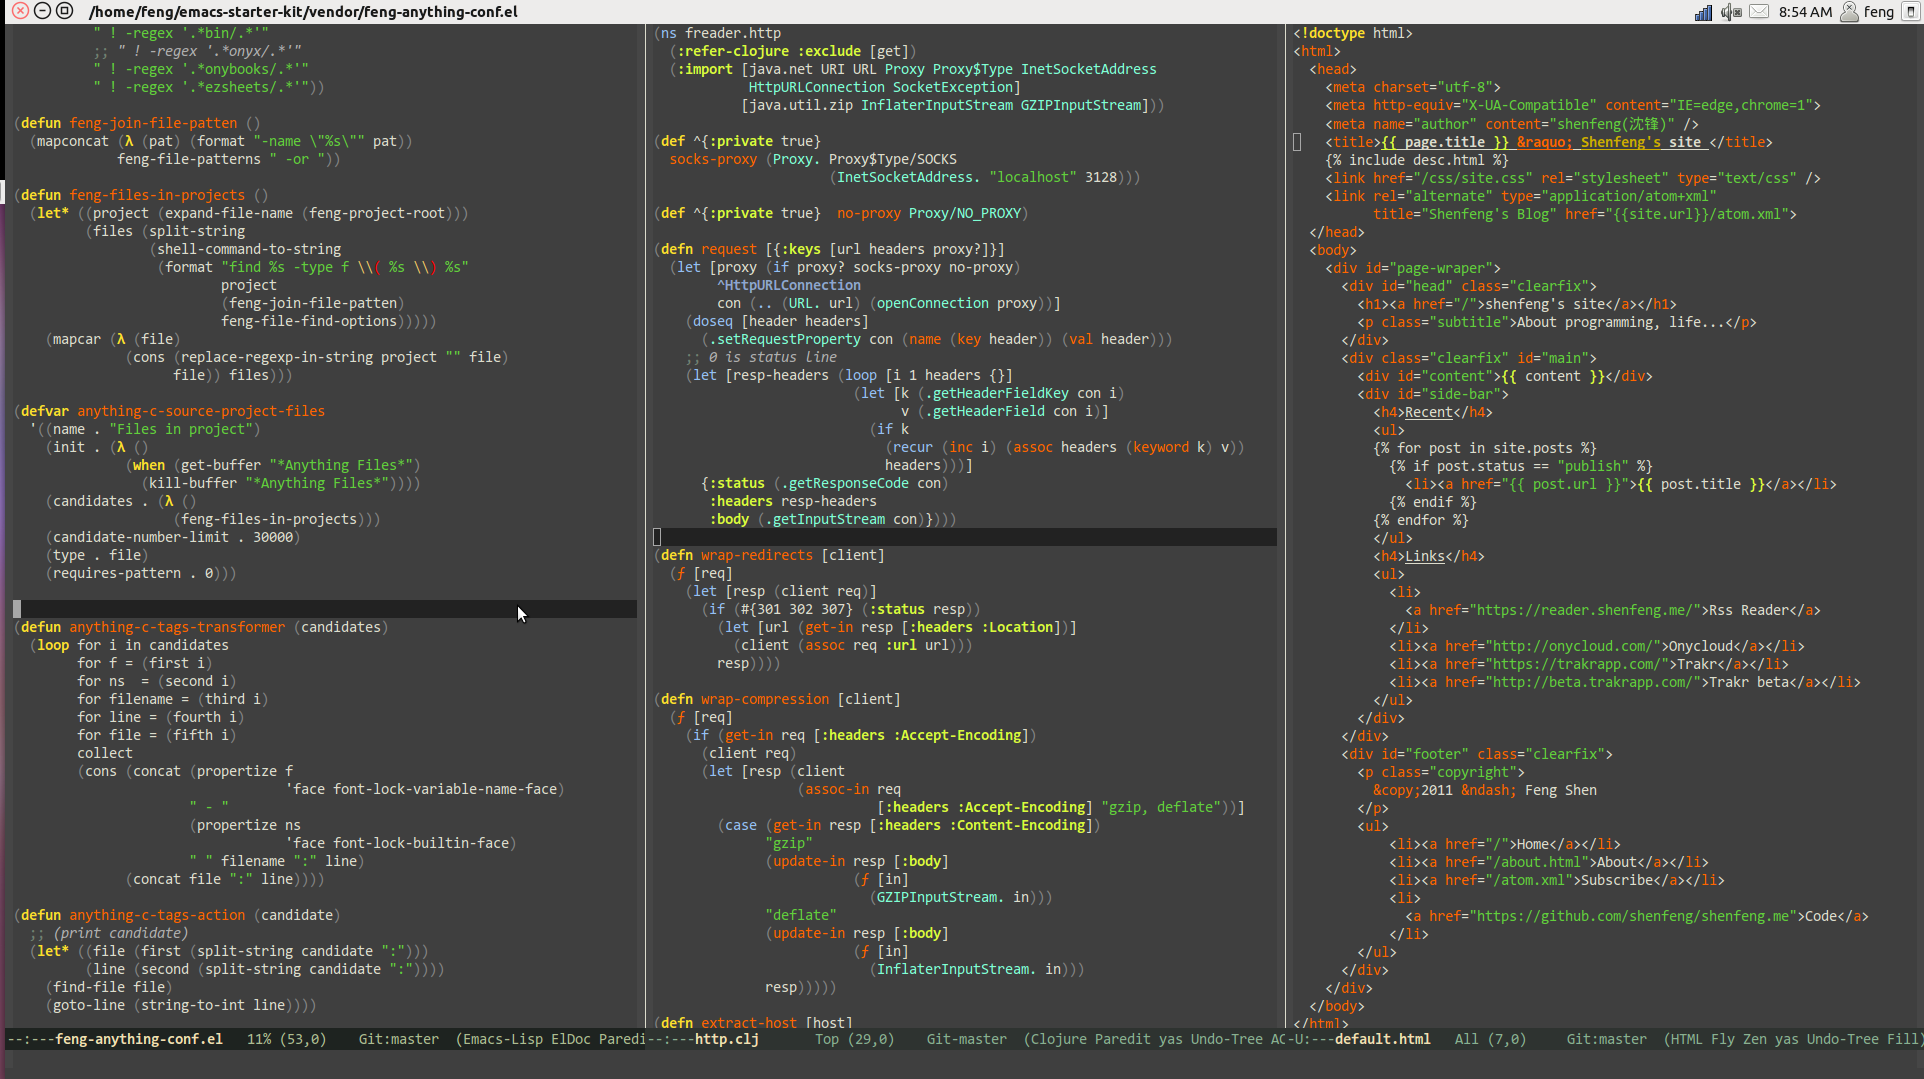 /home/feng/emacs-starter-kit/vendor/feng-anything-conf.el
8:54 AM feng
" ! -regex '.*bin/.*'"
;; " ! -regex '.*onyx/.*'"
" ! -regex '.*onybooks/.*'"
" ! -regex '.*ezsheets/.*'"))
(defun feng-join-file-patten ()
(mapconcat (λ (pat) (format "-name \"%s\"" pat))
feng-file-patterns " -or "))
(defun feng-files-in-projects ()
(let* ((project (expand-file-name (feng-project-root)))
(files (split-string
(shell-command-to-string
(format "find %s -type f \\( %s \\) %s"
project
(feng-join-file-patten)
feng-file-find-options)))))
(mapcar (λ (file)
(cons (replace-regexp-in-string project "" file)
file)) files)))
(defvar anything-c-source-project-files
'((name . "Files in project")
(init . (λ ()
(when (get-buffer "*Anything Files*")
(kill-buffer "*Anything Files*"))))
(candidates . (λ ()
(feng-files-in-projects)))
(candidate-number-limit . 30000)
(type . file)
(requires-pattern . 0)))
(defun anything-c-tags-transformer (candidates)
(loop for i in candidates
for f = (first i)
for ns  = (second i)
for filename = (third i)
for line = (fourth i)
for file = (fifth i)
collect
(cons (concat (propertize f
'face font-lock-variable-name-face)
" - "
(propertize ns
'face font-lock-builtin-face)
" " filename ":" line)
(concat file ":" line))))
(defun anything-c-tags-action (candidate)
;; (print candidate)
(let* ((file (first (split-string candidate ":")))
(line (second (split-string candidate ":"))))
(find-file file)
(goto-line (string-to-int line))))
--:---feng-anything-conf.el   11% (53,0)    Git:master  (Emacs-Lisp ElDoc Paredi
(ns freader.http
(:refer-clojure :exclude [get])
(:import [java.net URI URL Proxy Proxy$Type InetSocketAddress
HttpURLConnection SocketException]
[java.util.zip InflaterInputStream GZIPInputStream]))
(def ^{:private true}
socks-proxy (Proxy. Proxy$Type/SOCKS
(InetSocketAddress. "localhost" 3128)))
(def ^{:private true}  no-proxy Proxy/NO_PROXY)
(defn request [{:keys [url headers proxy?]}]
(let [proxy (if proxy? socks-proxy no-proxy)
^HttpURLConnection
con (.. (URL. url) (openConnection proxy))]
(doseq [header headers]
(.setRequestProperty con (name (key header)) (val header)))
;; 0 is status line
(let [resp-headers (loop [i 1 headers {}]
(let [k (.getHeaderFieldKey con i)
v (.getHeaderField con i)]
(if k
(recur (inc i) (assoc headers (keyword k) v))
headers)))]
{:status (.getResponseCode con)
:headers resp-headers
:body (.getInputStream con)})))
(defn wrap-redirects [client]
(ƒ [req]
(let [resp (client req)]
(if (#{301 302 307} (:status resp))
(let [url (get-in resp [:headers :Location])]
(client (assoc req :url url)))
resp))))
(defn wrap-compression [client]
(ƒ [req]
(if (get-in req [:headers :Accept-Encoding])
(client req)
(let [resp (client
(assoc-in req
[:headers :Accept-Encoding] "gzip, deflate"))]
(case (get-in resp [:headers :Content-Encoding])
"gzip"
(update-in resp [:body]
(ƒ [in]
(GZIPInputStream. in)))
"deflate"
(update-in resp [:body]
(ƒ [in]
(InflaterInputStream. in)))
resp)))))
(defn extract-host [host]
--:---http.clj       Top (29,0)    Git-master  (Clojure Paredit yas Undo-Tree AC
<!doctype html>
<html>
<head>
<meta charset="utf-8">
<meta http-equiv="X-UA-Compatible" content="IE=edge,chrome=1">
<meta name="author" content="shenfeng(沈锋)" />
<title>{{ page.title }} &raquo; Shenfeng's site </title>
{% include desc.html %}
<link href="/css/site.css" rel="stylesheet" type="text/css" />
<link rel="alternate" type="application/atom+xml"
title="Shenfeng's Blog" href="{{site.url}}/atom.xml">
</head>
<body>
<div id="page-wraper">
<div id="head" class="clearfix">
<h1><a href="/">shenfeng's site</a></h1>
<p class="subtitle">About programming, life...</p>
</div>
<div class="clearfix" id="main">
<div id="content">{{ content }}</div>
<div id="side-bar">
<h4>Recent</h4>
<ul>
{% for post in site.posts %}
{% if post.status == "publish" %}
<li><a href="{{ post.url }}">{{ post.title }}</a></li>
{% endif %}
{% endfor %}
</ul>
<h4>Links</h4>
<ul>
<li>
<a href="https://reader.shenfeng.me/">Rss Reader</a>
</li>
<li><a href="http://onycloud.com/">Onycloud</a></li>
<li><a href="https://trakrapp.com/">Trakr</a></li>
<li><a href="http://beta.trakrapp.com/">Trakr beta</a></li>
</ul>
</div>
</div>
<div id="footer" class="clearfix">
<p class="copyright">
&copy;2011 &ndash; Feng Shen
</p>
<ul>
<li><a href="/">Home</a></li>
<li><a href="/about.html">About</a></li>
<li><a href="/atom.xml">Subscribe</a></li>
<li>
<a href="https://github.com/shenfeng/shenfeng.me">Code</a>
</li>
</ul>
</div>
</div>
</body>
</html>
-U:---default.html   All (7,0)     Git:master  (HTML Fly Zen yas Undo-Tree Fill)